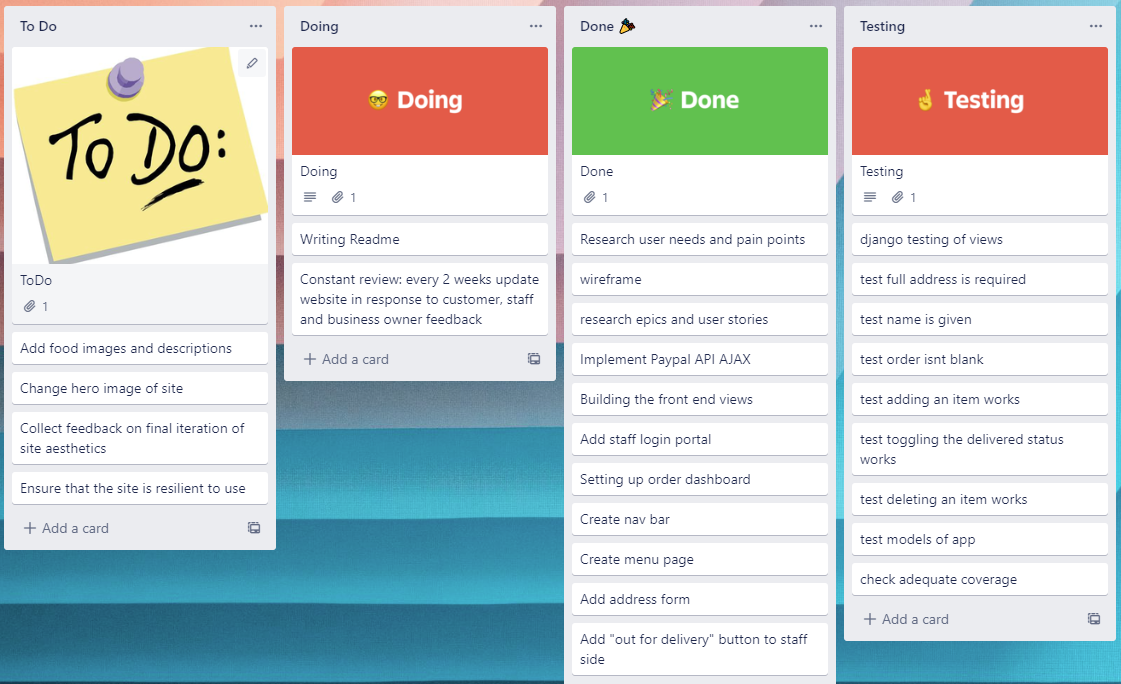 To Do
TO DO:
ToDo
1
Add food images and descriptions
Change hero image of site
Collect feedback on final iteration of
site aesthetics
Ensure that the site is resilient to use
Add a card
Doing
🤓 Doing
Doing
1
Writing Readme
Constant review: every 2 weeks update
website in response to customer, staff
and business owner feedback
Add a card
Done 🎉
🎉 Done
Done
1
Research user needs and pain points
wireframe
research epics and user stories
Implement Paypal API AJAX
Building the front end views
Add staff login portal
Setting up order dashboard
Create nav bar
Create menu page
Add address form
Add "out for delivery" button to staff
side
Testing
🤞 Testing
Testing
1
django testing of views
test full address is required
test name is given
test order isnt blank
test adding an item works
test toggling the delivered status
works
test deleting an item works
test models of app
check adequate coverage
Add a card